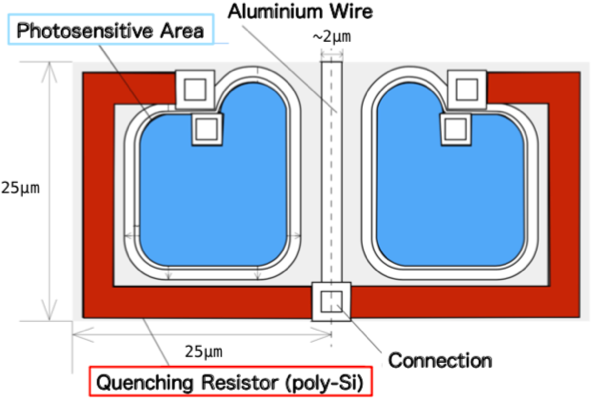 Aluminium Wire
Photosensitive Area
~2μm
25μm
25μm
Connection
Quenching Resistor (poly-Si)